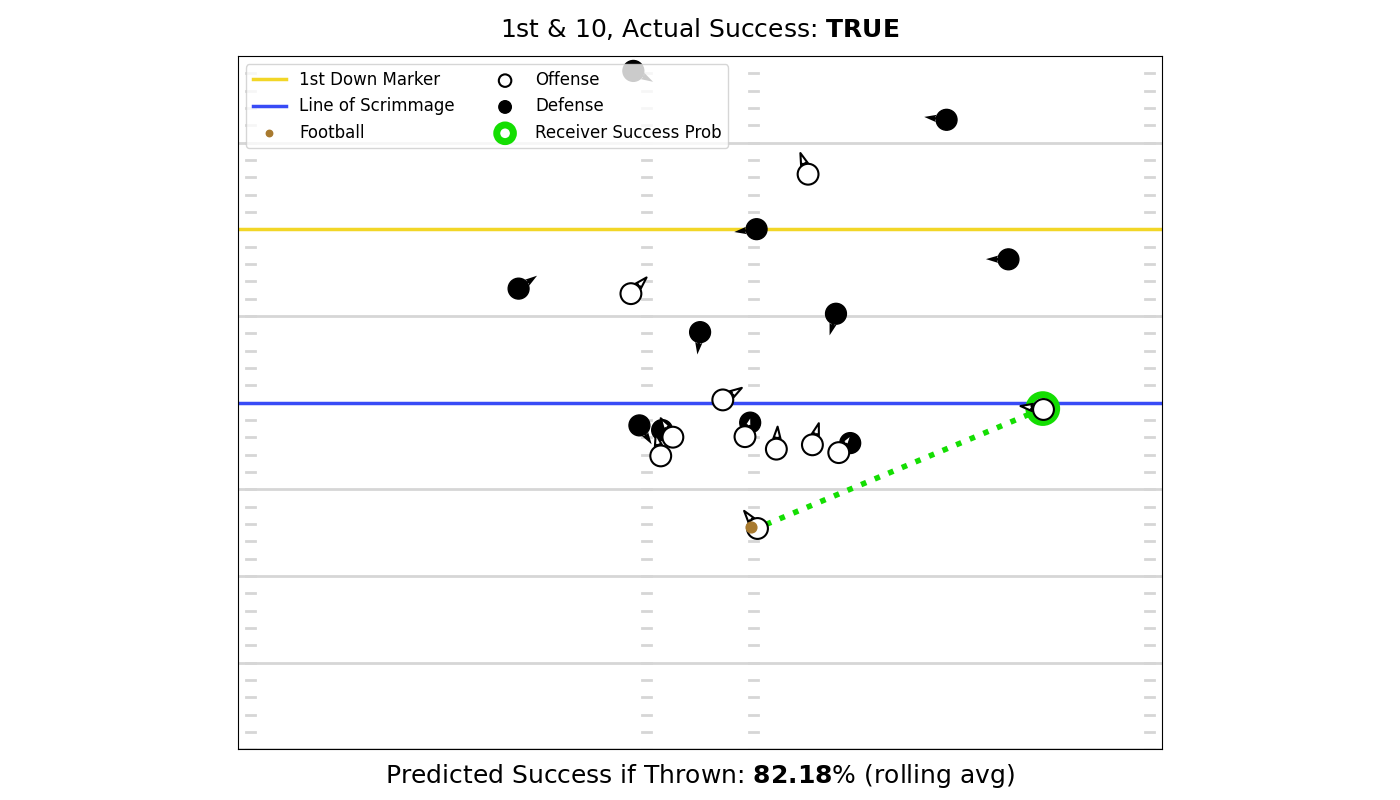 1st & 10, Actual Success: TRUE
1st Down Marker
Line of Scrimmage
Football
Offense
Defense
Receiver Success Prob
Predicted Success if Thrown: 82.18% (rolling avg)